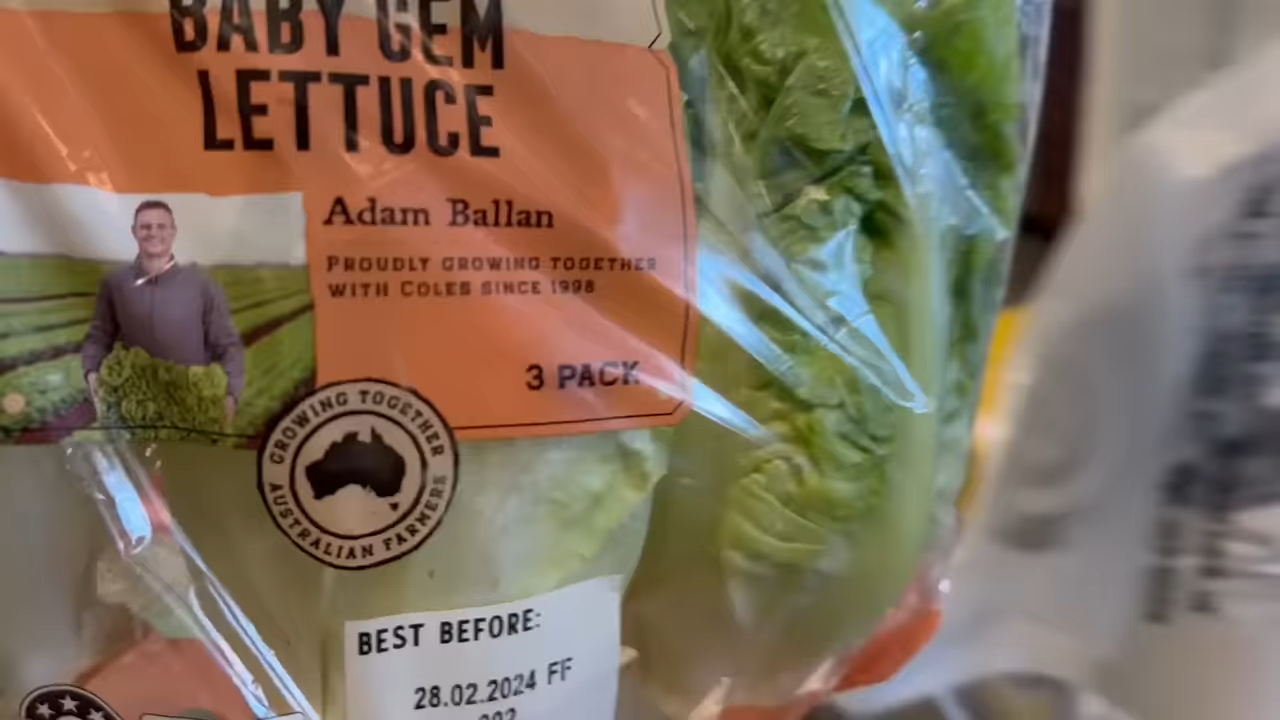 BABY GEM
LETTUCE
Adam Ballan
PROUDLY GROWING TOGETHER
WITH COLES SINCE 1998
3 PACK
GROWING TOGETHER
AUSTRALIAN FARMERS
BEST BEFORE:
28.02.2024 FF